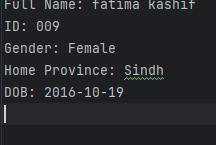 Full Name: fatima kashif
ID: 009
Gender: Female
Home Province: Sindh
DOB: 2016-10-19